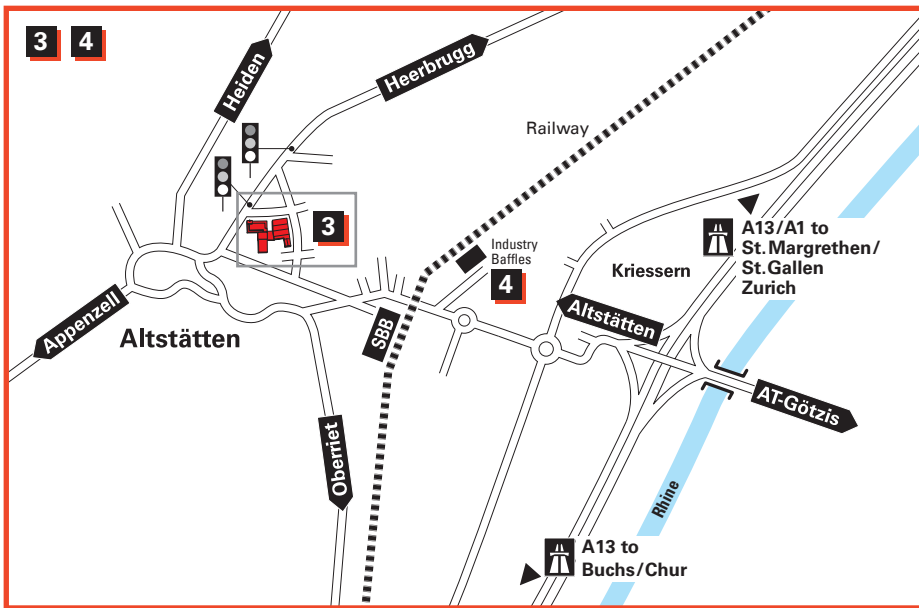 3 4
Heiden
Heerbrugg
Railway
3
Industry
Baffles
4
Kriessern
A13/A1 to
St.Margrethen/
St.Gallen
Zurich
Altstätten
Appenzell
Altstätten
SBB
AT-Götzis
Oberriet
Rhine
A13 to
Buchs/Chur